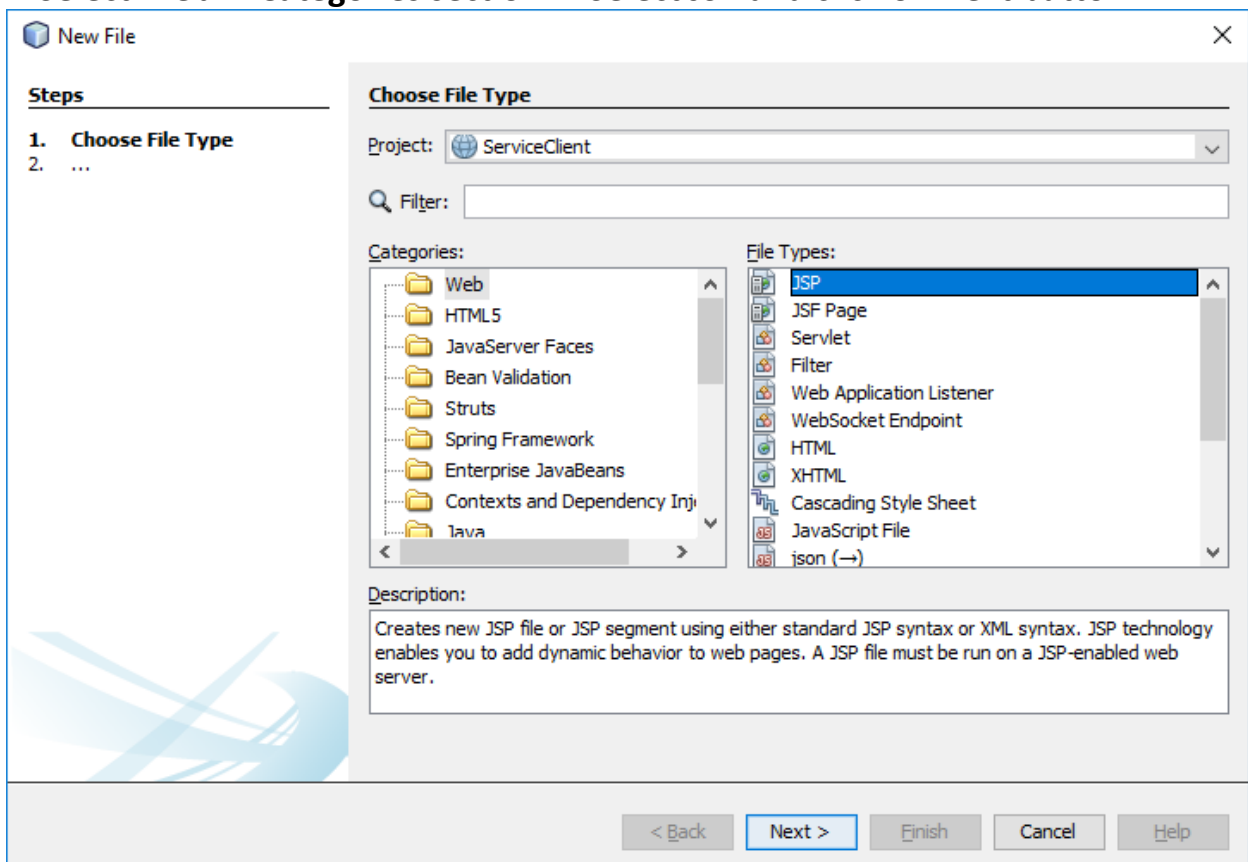 New File
Steps
1. Choose File Type
2. ...
Choose File Type
Project: ServiceClient
Filter:
Categories:
Web
HTML5
JavaServer Faces
Bean Validation
Struts
Spring Framework
Enterprise JavaBeans
Contexts and Dependency Inj
Java
File Types:
JSP
JSF Page
Servlet
Filter
Web Application Listener
WebSocket Endpoint
HTML
XHTML
Cascading Style Sheet
JavaScript File
json (→)
Description:
Creates new JSP file or JSP segment using either standard JSP syntax or XML syntax. JSP technology
enables you to add dynamic behavior to web pages. A JSP file must be run on a JSP-enabled web
server.
< Back Next > Finish Cancel Help